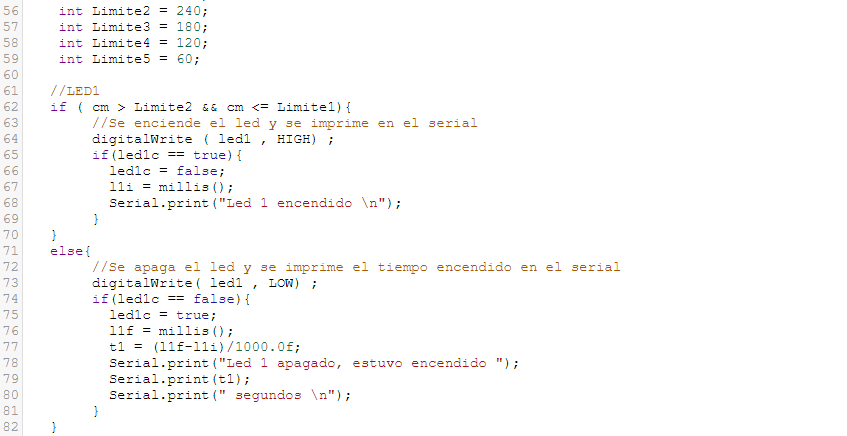 56 int Limite2 = 240;
57 int Limite3 = 180;
58 int Limite4 = 120;
59 int Limite5 = 60;
60
61 //LED1
62 if ( cm > Limite2 && cm <= Limite1){
63 //Se enciende el led y se imprime en el serial
64 digitalWrite ( led1 , HIGH) ;
65 if(led1c == true){
66 led1c = false;
67 l1i = millis();
68 Serial.print("Led 1 encendido \n");
69 }
70 }
71 else{
72 //Se apaga el led y se imprime el tiempo encendido en el serial
73 digitalWrite( led1 , LOW) ;
74 if(led1c == false){
75 led1c = true;
76 l1f = millis();
77 t1 = (l1f-l1i)/1000.0f;
78 Serial.print("Led 1 apagado, estuvo encendido ");
79 Serial.print(t1);
80 Serial.print(" segundos \n");
81 }
82 }